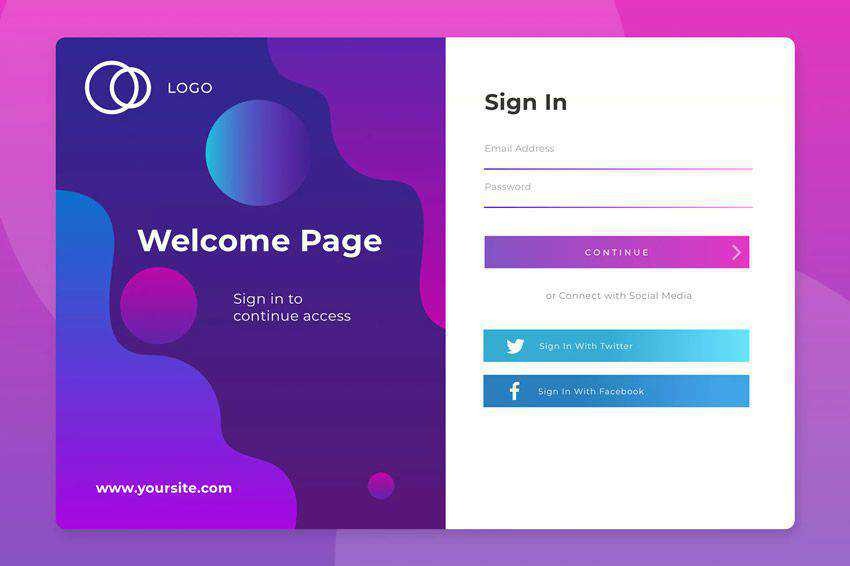 LOGO
Welcome Page
Sign in to
continue access
www.yoursite.com
Sign In
Email Address
Password
CONTINUE
or Connect with Social Media
Sign In With Twitter
Sign In With Facebook